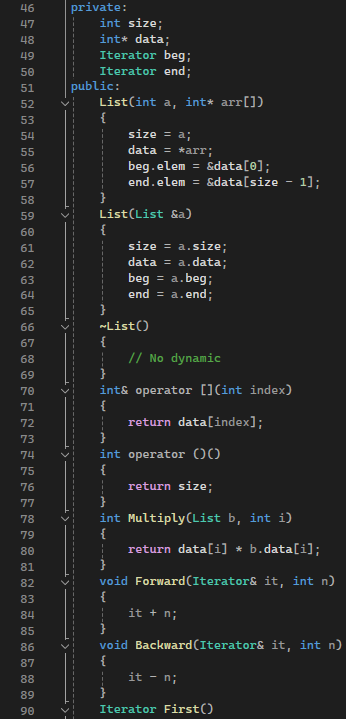 46 private:
47 int size;
48 int* data;
49 Iterator beg;
50 Iterator end;
51 public:
52 List(int a, int* arr[])
53 {
54 size = a;
55 data = *arr;
56 beg.elem = &data[0];
57 end.elem = &data[size - 1];
58 }
59 List(List &a)
60 {
61 size = a.size;
62 data = a.data;
63 beg = a.beg;
64 end = a.end;
65 }
66 ~List()
67 {
68 // No dynamic
69 }
70 int& operator [](int index)
71 {
72 return data[index];
73 }
74 int operator ()()
75 {
76 return size;
77 }
78 int Multiply(List b, int i)
79 {
80 return data[i] * b.data[i];
81 }
82 void Forward(Iterator& it, int n)
83 {
84 it + n;
85 }
86 void Backward(Iterator& it, int n)
87 {
88 it - n;
89 }
90 Iterator First()